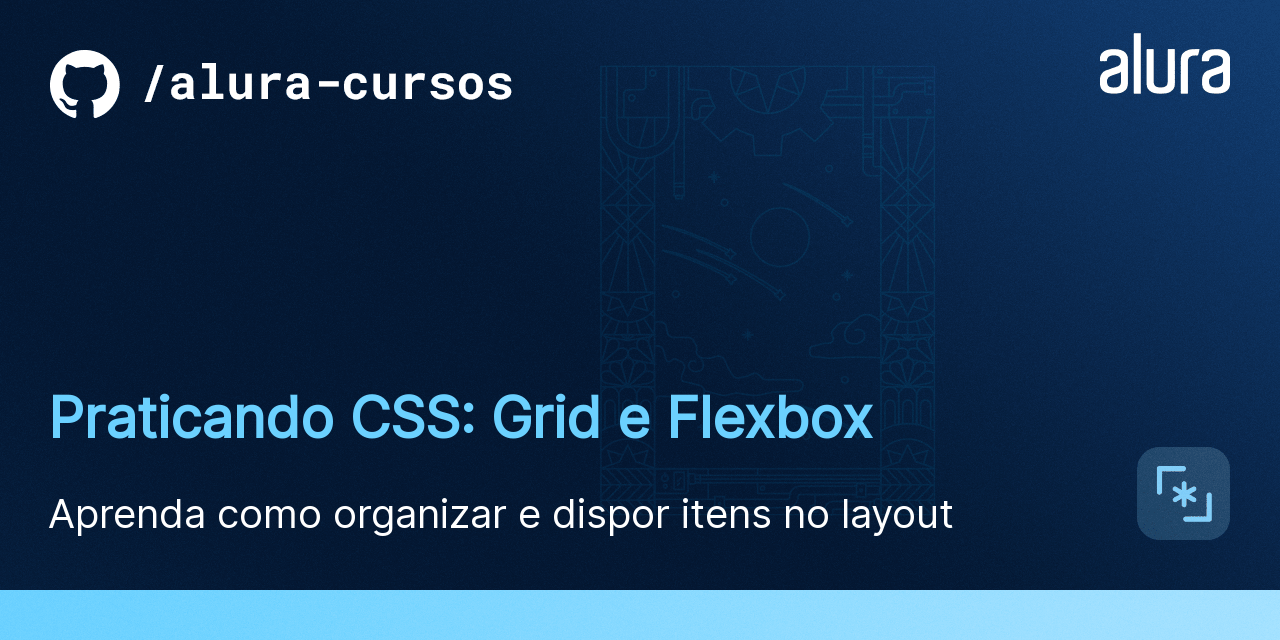 /alura-cursos
alura
Praticando CSS: Grid e Flexbox
Aprenda como organizar e dispor itens no layout